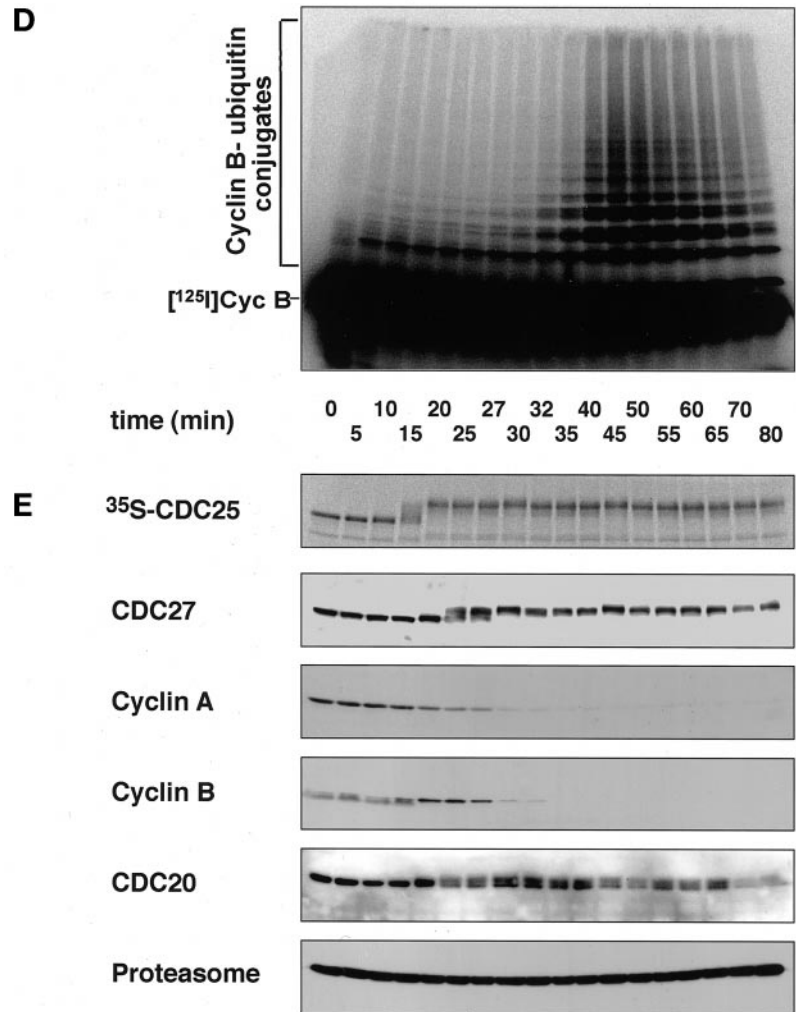 D
Cyclin B- ubiquitin
conjugates
[¹²⁵I]Cyc B
time (min)
0 10 20 27 32 40 50 60 70
5 15 25 30 35 45 55 65 80
E
³⁵S-CDC25
CDC27
Cyclin A
Cyclin B
CDC20
Proteasome